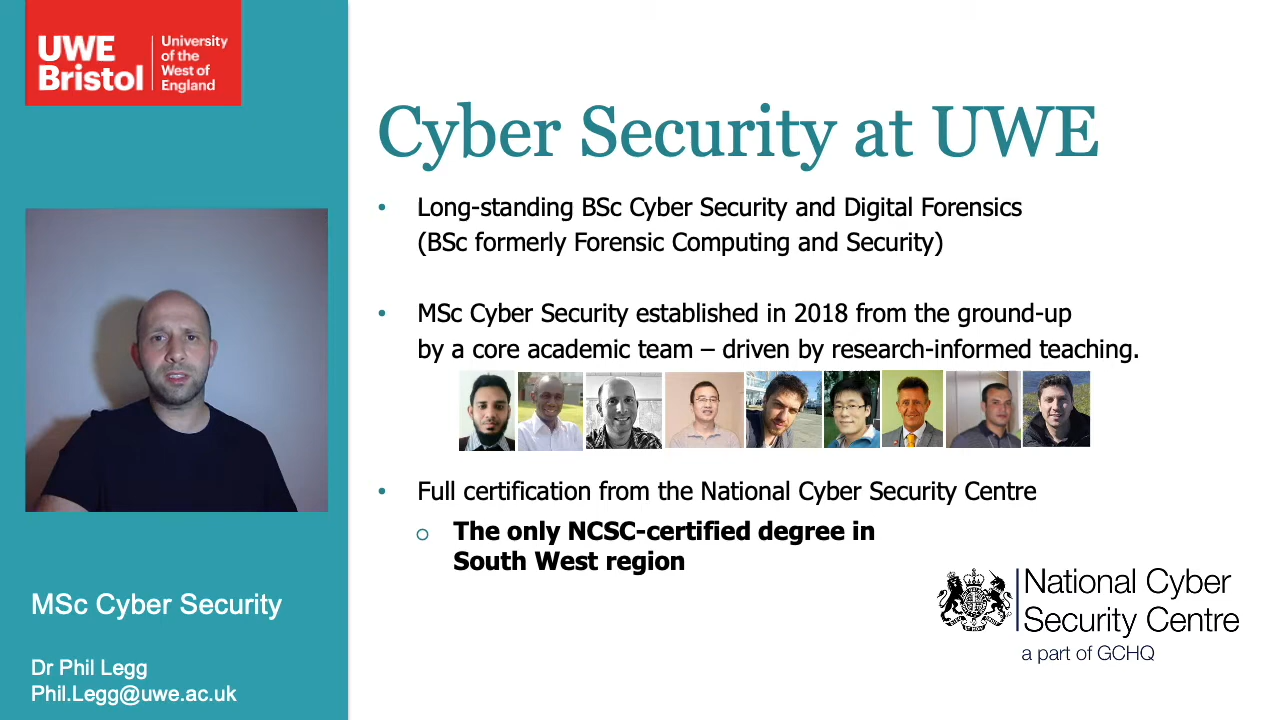 UWE Bristol
University of the West of England
Cyber Security at UWE
• Long-standing BSc Cyber Security and Digital Forensics
(BSc formerly Forensic Computing and Security)
• MSc Cyber Security established in 2018 from the ground-up
by a core academic team – driven by research-informed teaching.
• Full certification from the National Cyber Security Centre
o The only NCSC-certified degree in
South West region
MSc Cyber Security
Dr Phil Legg
Phil.Legg@uwe.ac.uk
National Cyber
Security Centre
a part of GCHQ